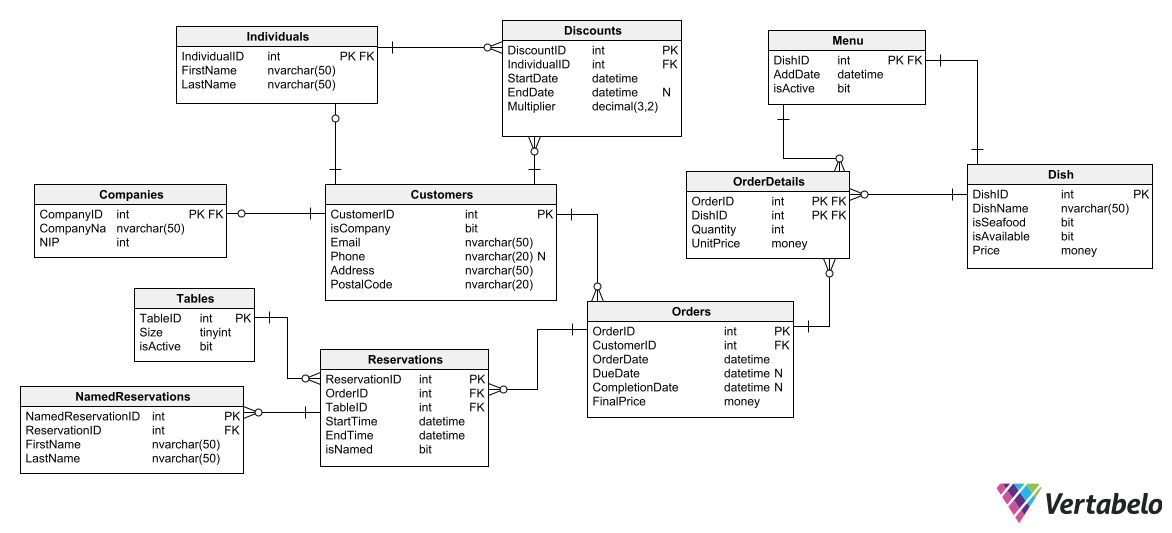 Individuals
IndividualID int PK FK
FirstName nvarchar(50)
LastName nvarchar(50)
Discounts
DiscountID int PK
IndividualID int FK
StartDate datetime
EndDate datetime N
Multiplier decimal(3,2)
Menu
DishID int PK FK
AddDate datetime
isActive bit
Companies
CompanyID int PK FK
CompanyNa nvarchar(50)
NIP int
Customers
CustomerID int PK
isCompany bit
Email nvarchar(50)
Phone nvarchar(20) N
Address nvarchar(50)
PostalCode nvarchar(20)
OrderDetails
OrderID int PK FK
DishID int PK FK
Quantity int
UnitPrice money
Dish
DishID int PK
DishName nvarchar(50)
isSeafood bit
isAvailable bit
Price money
Tables
TableID int PK
Size tinyint
isActive bit
Orders
OrderID int PK
CustomerID int FK
OrderDate datetime
DueDate datetime N
CompletionDate datetime N
FinalPrice money
Reservations
ReservationID int PK
OrderID int FK
TableID int FK
StartTime datetime
EndTime datetime
isNamed bit
NamedReservations
NamedReservationID int PK
ReservationID int FK
FirstName nvarchar(50)
LastName nvarchar(50)
Vertabelo